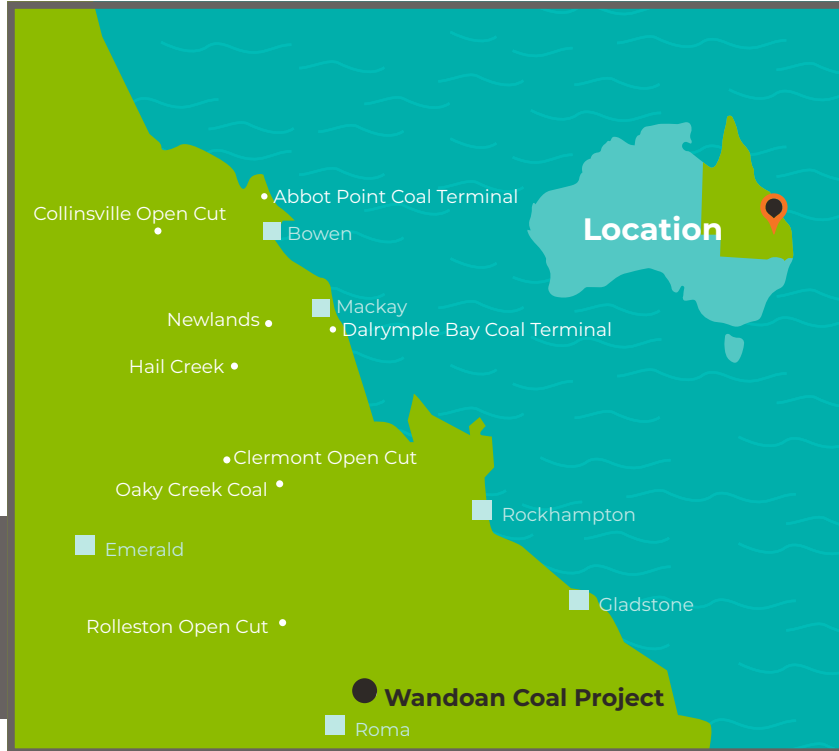 Abbot Point Coal Terminal
Collinsville Open Cut
Location
Bowen
Mackay
Newlands
Dalrymple Bay Coal Terminal
Hail Creek
Clermont Open Cut
Oaky Creek Coal
Rockhampton
Emerald
Gladstone
Rolleston Open Cut
Wandoan Coal Project
Roma